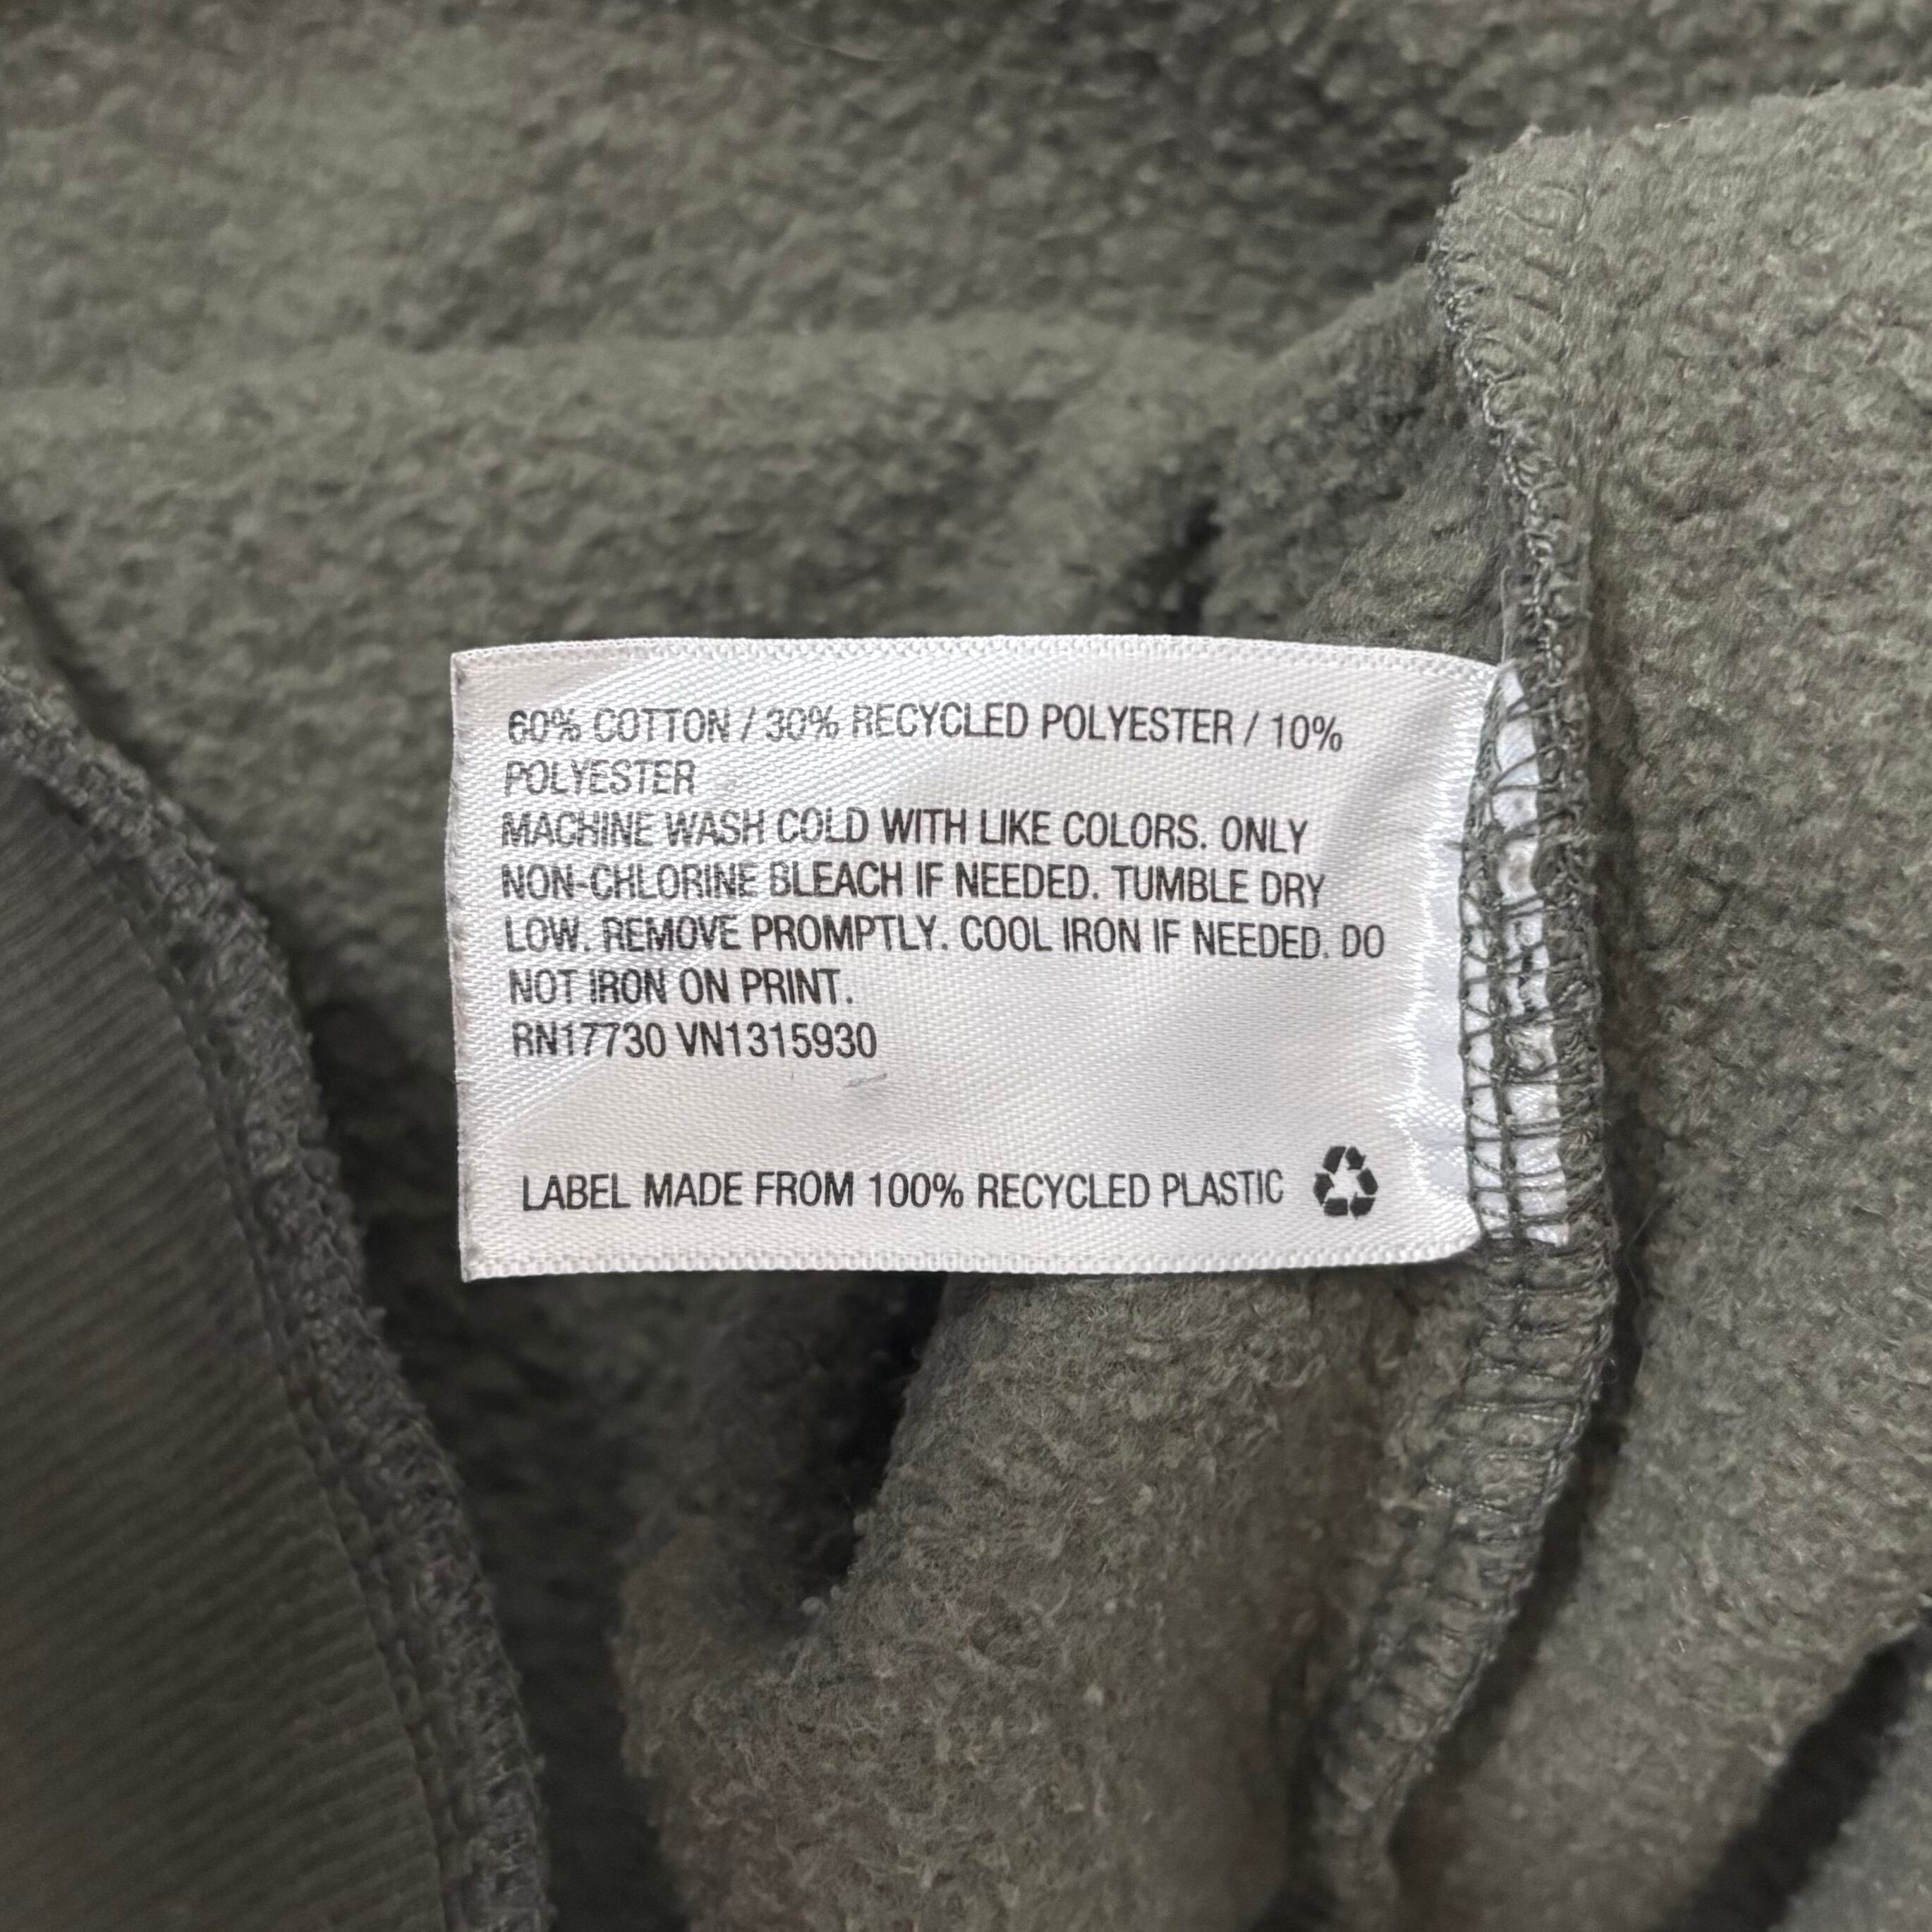 60% COTTON / 30% RECYCLED POLYESTER / 10%
POLYESTER
MACHINE WASH COLD WITH LIKE COLORS. ONLY
NON-CHLORINE BLEACH IF NEEDED. TUMBLE DRY
LOW. REMOVE PROMPTLY. COOL IRON IF NEEDED. DO
NOT IRON ON PRINT.
RN17730 VN1315930
LABEL MADE FROM 100% RECYCLED PLASTIC